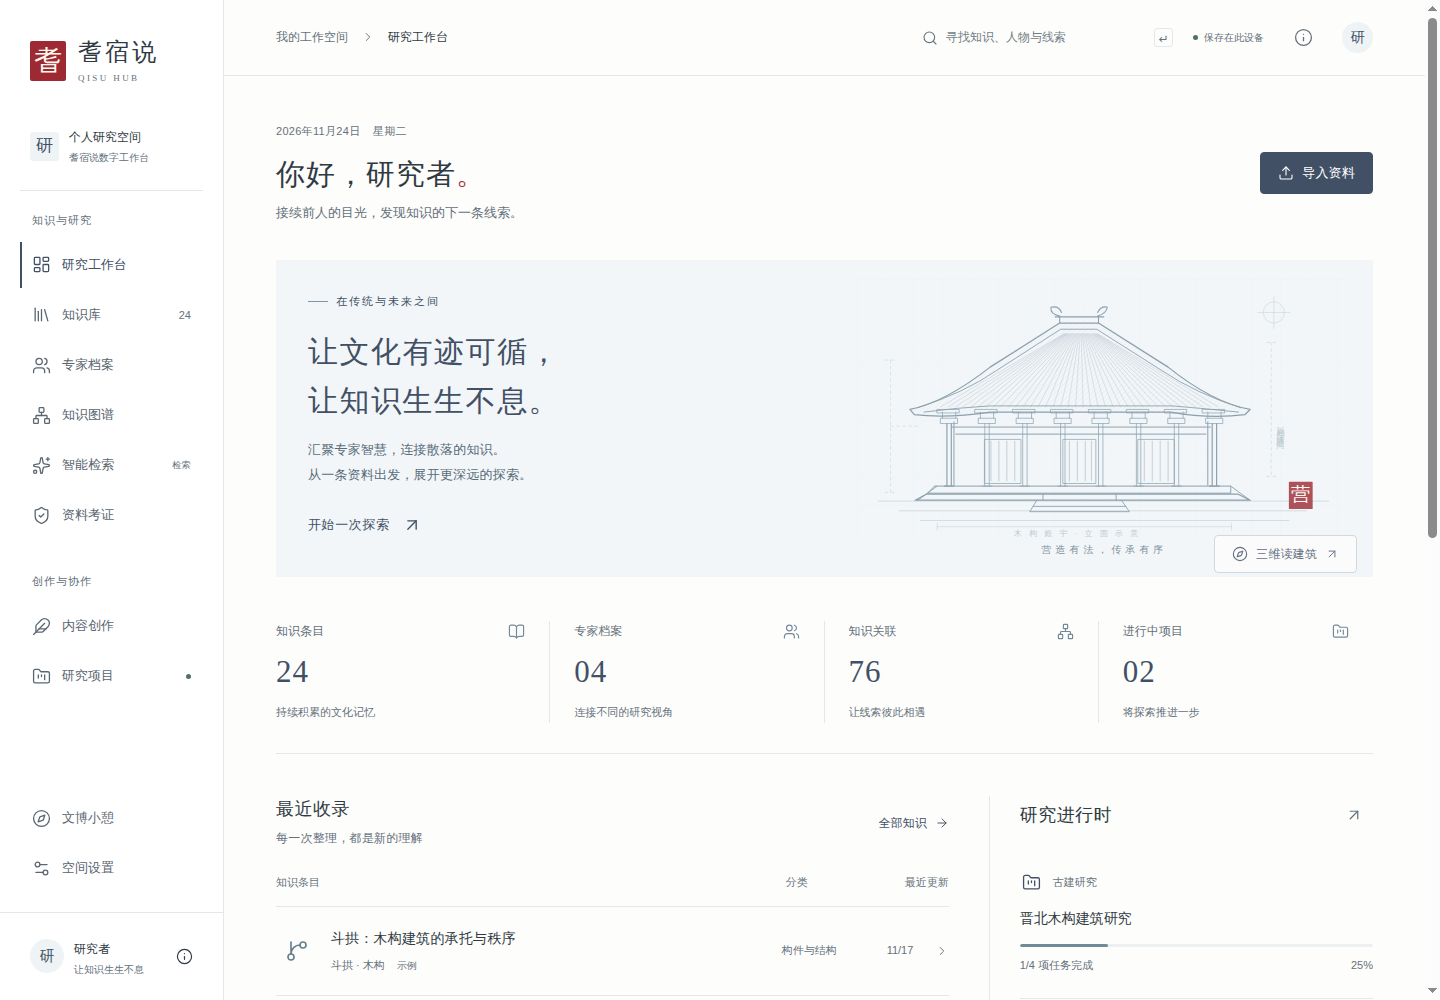 耆
耆宿说
QISU HUB
研
个人研究空间
耆宿说数字工作台
知识与研究
研究工作台
知识库
24
专家档案
知识图谱
智能检索
检索
资料考证
创作与协作
内容创作
研究项目
文博小憩
空间设置
研
研究者
让知识生生不息
我的工作空间
研究工作台
寻找知识、人物与线索
↵
保存在此设备
研
2026年11月24日 星期二
你好，研究者。
接续前人的目光，发现知识的下一条线索。
导入资料
在传统与未来之间
让文化有迹可循，
让知识生生不息。
汇聚专家智慧，连接散落的知识。
从一条资料出发，展开更深远的探索。
开始一次探索
营
木构殿宇·立面示意
营造有法，传承有序
三维读建筑
知识条目
24
持续积累的文化记忆
专家档案
04
连接不同的研究视角
知识关联
76
让线索彼此相遇
进行中项目
02
将探索推进一步
最近收录
每一次整理，都是新的理解
全部知识
知识条目
分类
最近更新
斗拱：木构建筑的承托与秩序
斗拱 · 木构
示例
构件与结构
11/17
研究进行时
古建研究
晋北木构建筑研究
1/4 项任务完成
25%